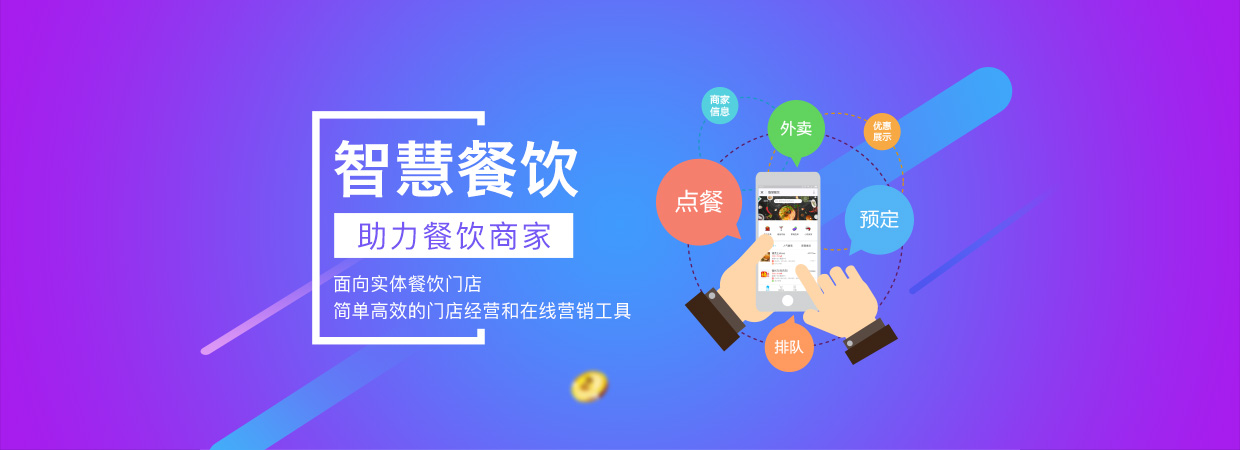 智慧餐饮
助力餐饮商家
面向实体餐饮门店
简单高效的门店经营和在线营销工具
商家
信息
外卖
优惠
展示
点餐
预定
排队